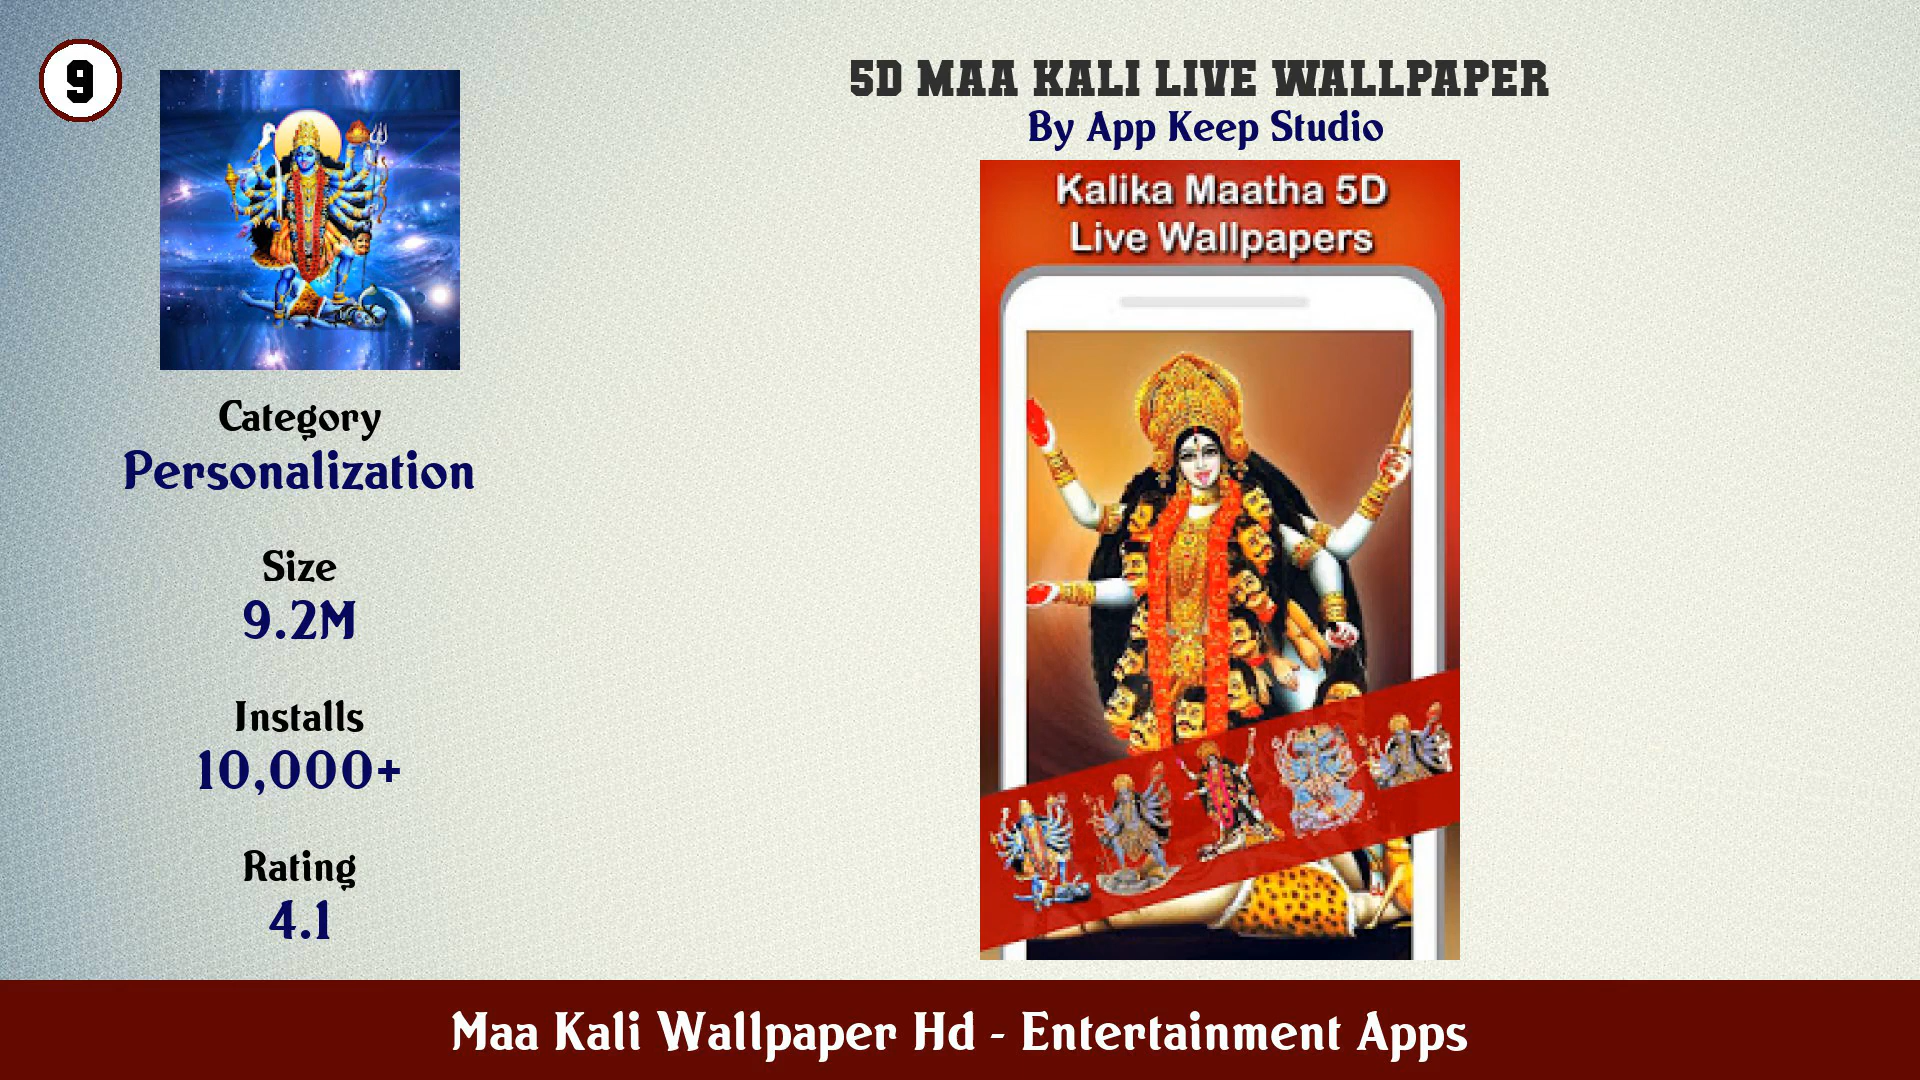 9
5D MAA KALI LIVE WALLPAPER
By App Keep Studio
Kalika Maatha 5D
Live Wallpapers
Category
Personalization
Size
9.2M
Installs
10,000+
Rating
4.1
Maa Kali Wallpaper Hd - Entertainment Apps